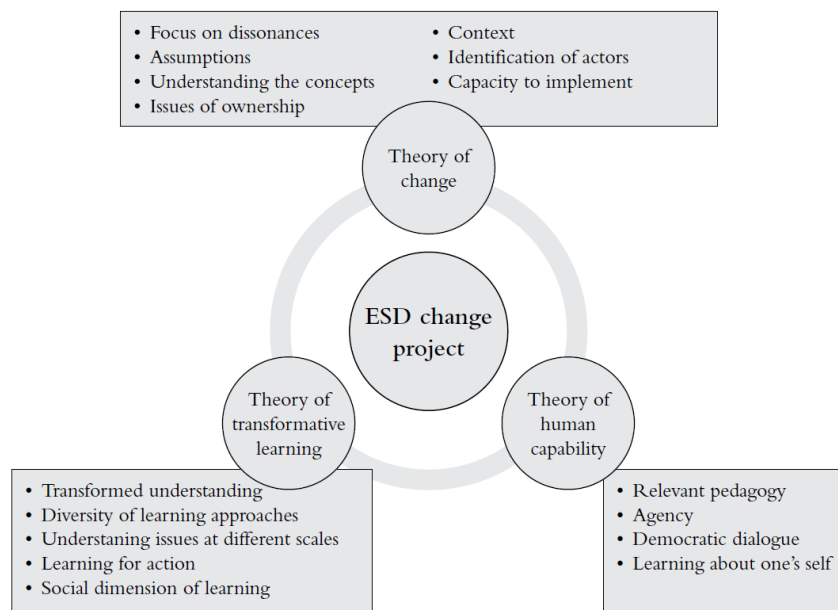 • Focus on dissonances
• Assumptions
• Understanding the concepts
• Issues of ownership
• Context
• Identification of actors
• Capacity to implement
Theory of
change
ESD change
project
Theory of
transformative
learning
Theory of
human
capability
• Transformed understanding
• Diversity of learning approaches
• Understaning issues at different scales
• Learning for action
• Social dimension of learning
• Relevant pedagogy
• Agency
• Democratic dialogue
• Learning about one's self